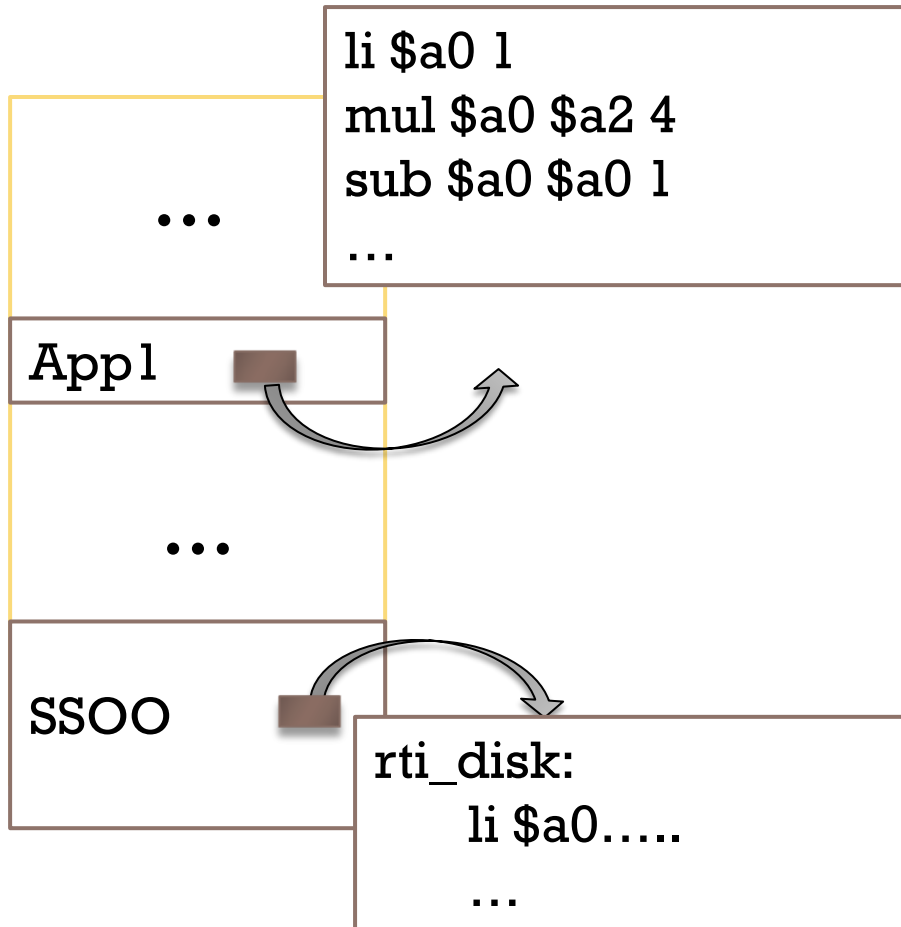 li $a0 1
mul $a0 $a2 4
sub $a0 $a0 1
…
…
App1
…
SSOO
rti_disk:
li $a0…..
…